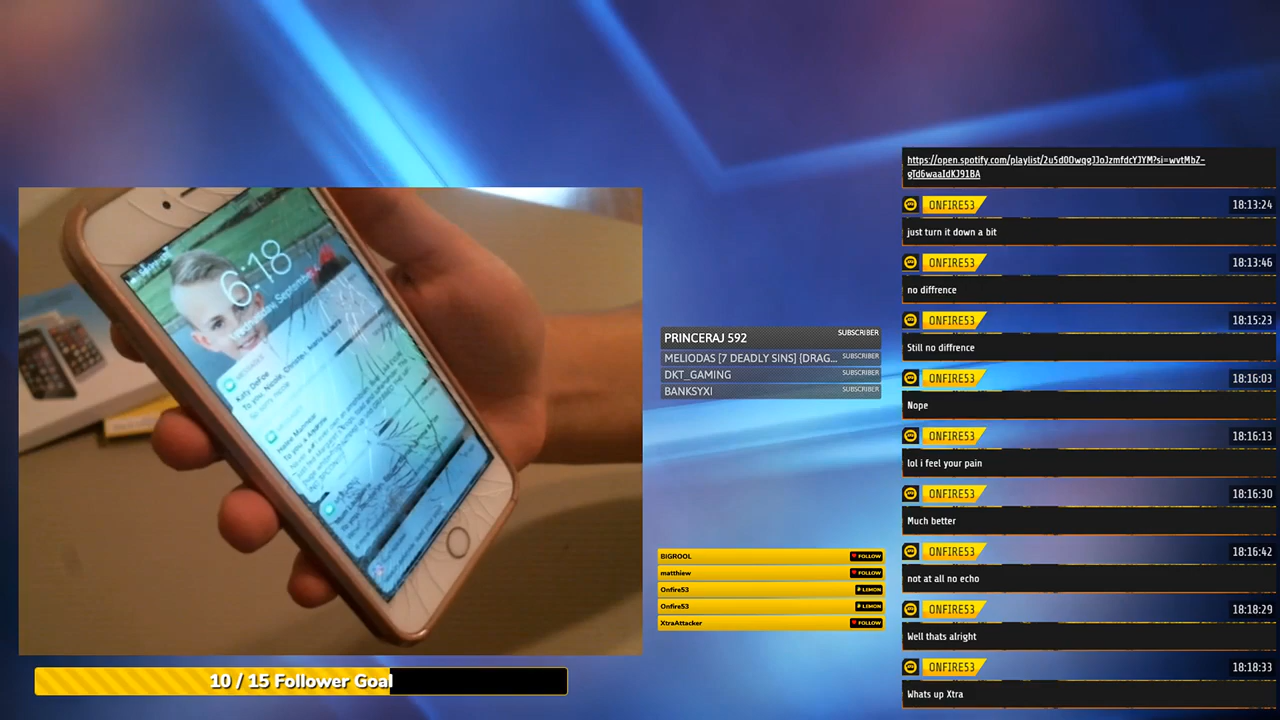 https://open.spotify.com/playlist/2u5d0OwqgJJoJzmfdcYJYM?si=wvtMbZ-
gTd6waaIdKJ91BA
ONFIRE53 18:13:24
just turn it down a bit
ONFIRE53 18:13:46
no diffrence
ONFIRE53 18:15:23
Still no diffrence
ONFIRE53 18:16:03
Nope
ONFIRE53 18:16:13
lol i feel your pain
ONFIRE53 18:16:30
Much better
ONFIRE53 18:16:42
not at all no echo
ONFIRE53 18:18:29
Well thats alright
ONFIRE53 18:18:33
Whats up Xtra
6:18
PRINCERAJ 592 SUBSCRIBER
MELIODAS [7 DEADLY SINS] [DRAG... SUBSCRIBER
DKT_GAMING SUBSCRIBER
BANKSYXI SUBSCRIBER
BIGROOL FOLLOW
matthiew FOLLOW
Onfire53 LEMON
Onfire53 LEMON
XtraAttacker FOLLOW
10 / 15 Follower Goal